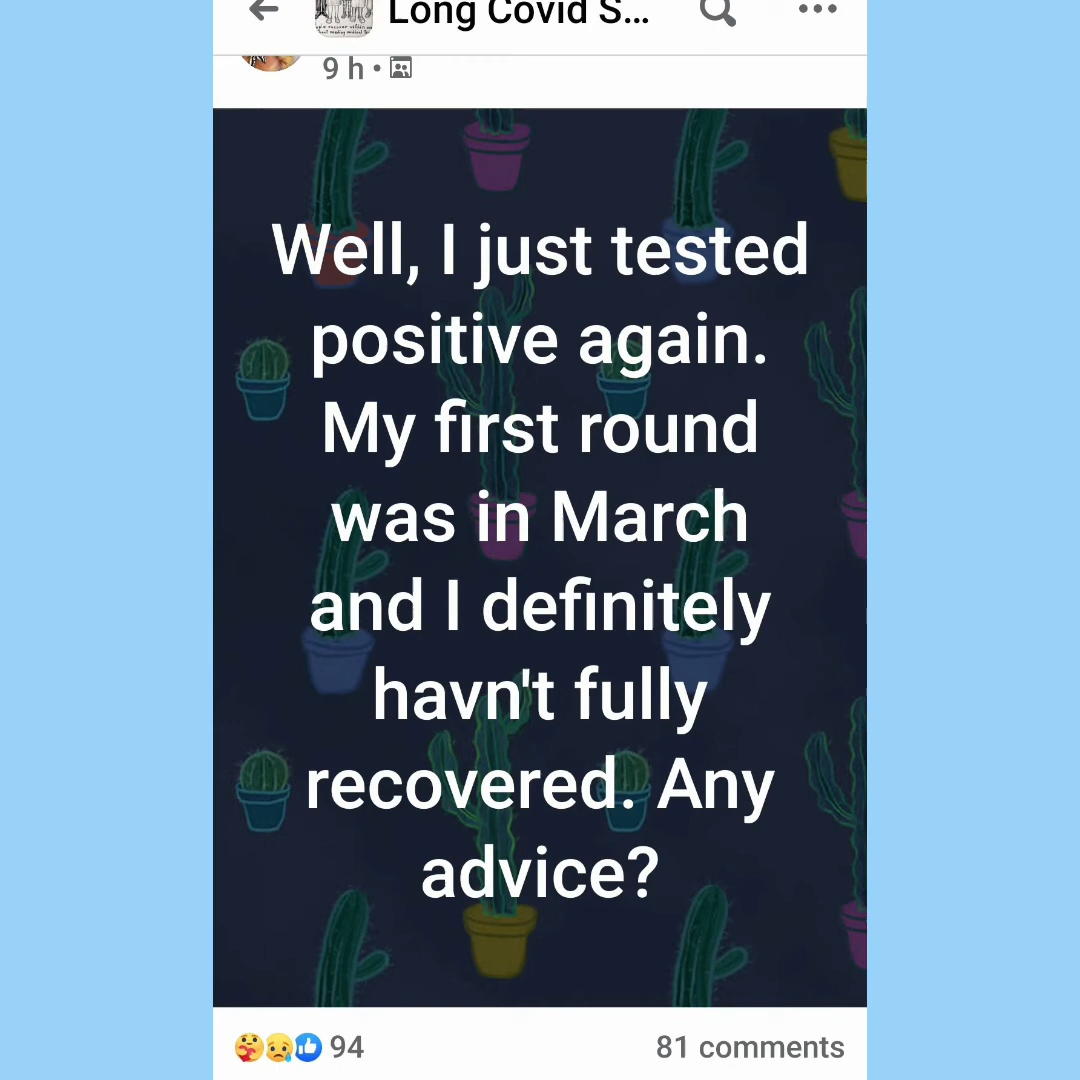 Long Covid S...
9 h
Well, I just tested
positive again.
My first round
was in March
and I definitely
havn't fully
recovered. Any
advice?
94
81 comments